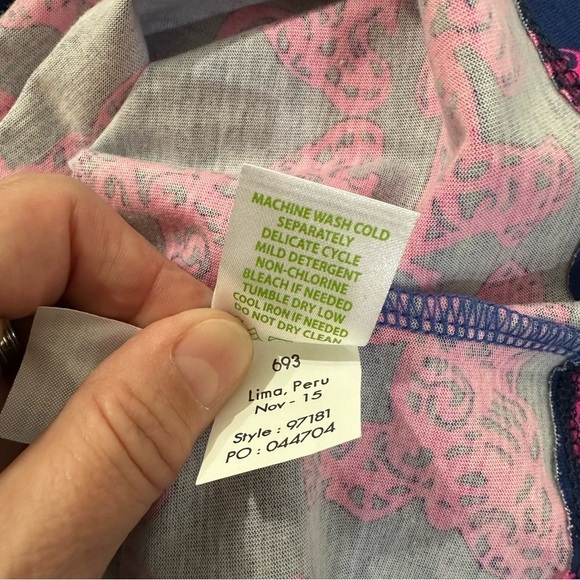 MACHINE WASH COLD
SEPARATELY
DELICATE CYCLE
MILD DETERGENT
NON-CHLORINE
BLEACH IF NEEDED
TUMBLE DRY LOW
COOL IRON IF NEEDED
DO NOT DRY CLEAN
693
Lima, Peru
Nov - 15
Style : 97181
PO : 044704